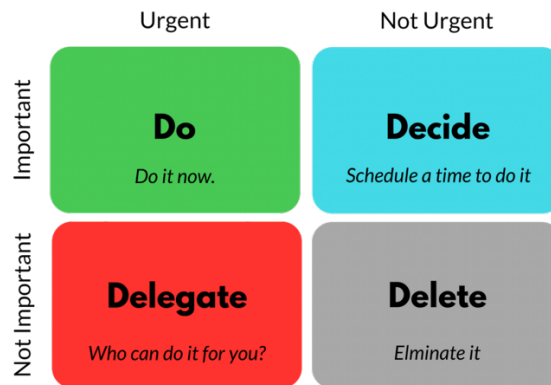 Urgent
Not Urgent
Important
Do
Do it now.
Decide
Schedule a time to do it
Not Important
Delegate
Who can do it for you?
Delete
Elminate it